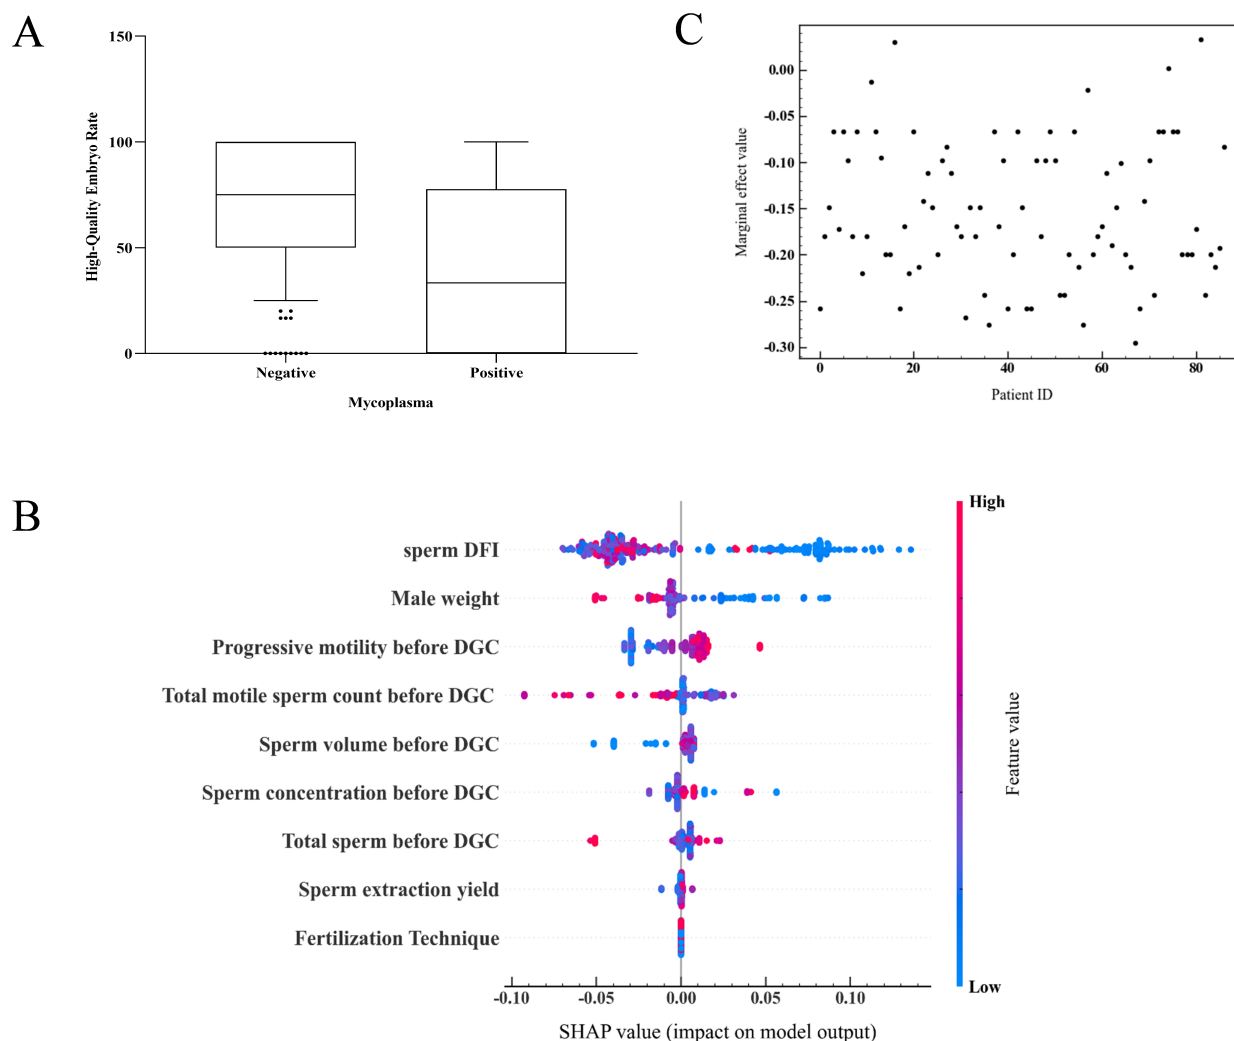 A
150
100
50
0
High-Quality Embryo Rate
Negative
Positive
Mycoplasma
C
0.00
-0.05
-0.10
-0.15
-0.20
-0.25
-0.30
Marginal effect value
0
20
40
60
80
Patient ID
B
sperm DFI
Male weight
Progressive motility before DGC
Total motile sperm count before DGC
Sperm volume before DGC
Sperm concentration before DGC
Total sperm before DGC
Sperm extraction yield
Fertilization Technique
-0.10
-0.05
0.00
0.05
0.10
SHAP value (impact on model output)
High
Feature value
Low